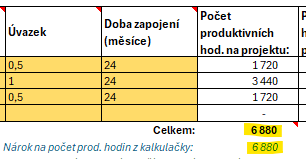 Úvazek
Doba zapojení
(měsíce)
Počet
produktivních
hod. na projektu:
0,5 24 1 720
1 24 3 440
0,5 24 1 720
-
Celkem: 6 880
Nárok na počet prod. hodin z kalkulačky: 6 880